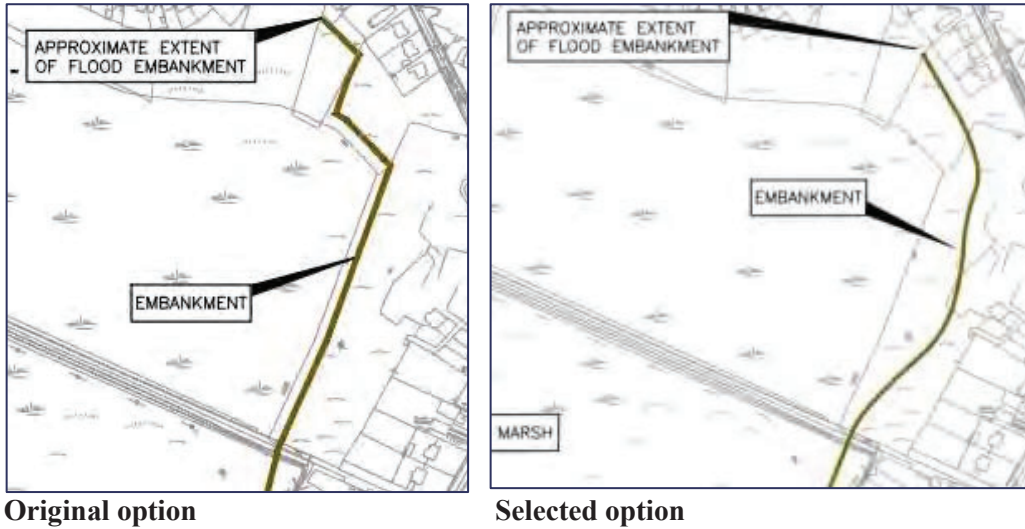 APPROXIMATE EXTENT
OF FLOOD EMBANKMENT
EMBANKMENT
Original option
APPROXIMATE EXTENT
OF FLOOD EMBANKMENT
EMBANKMENT
MARSH
Selected option